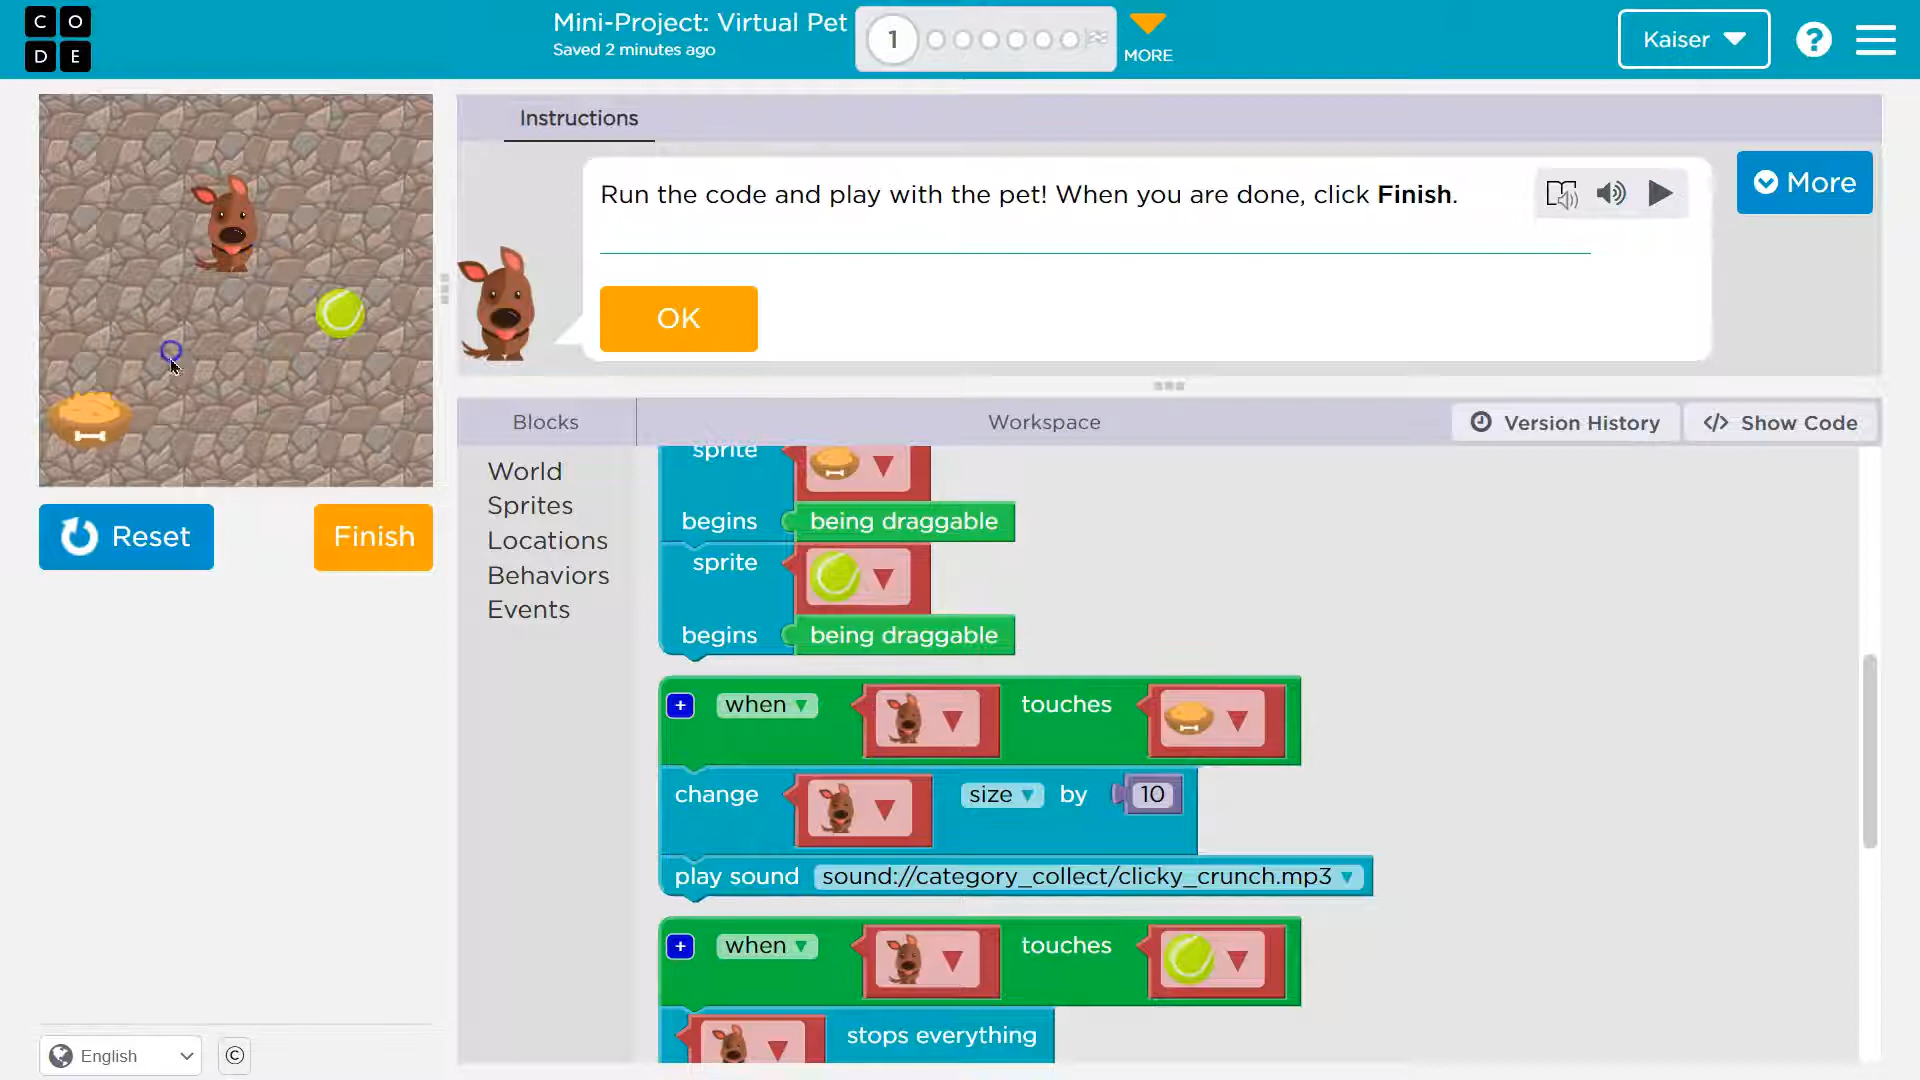 C O
D E
Mini-Project: Virtual Pet
Saved 2 minutes ago
1
MORE
Kaiser
?
Instructions
Run the code and play with the pet! When you are done, click Finish.
More
OK
Reset
Finish
Blocks
Workspace
Version History
</> Show Code
World
Sprites
Locations
Behaviors
Events
sprite
begins being draggable
sprite
begins being draggable
+ when touches
change size by 10
play sound sound://category_collect/clicky_crunch.mp3
+ when touches
stops everything
English
©